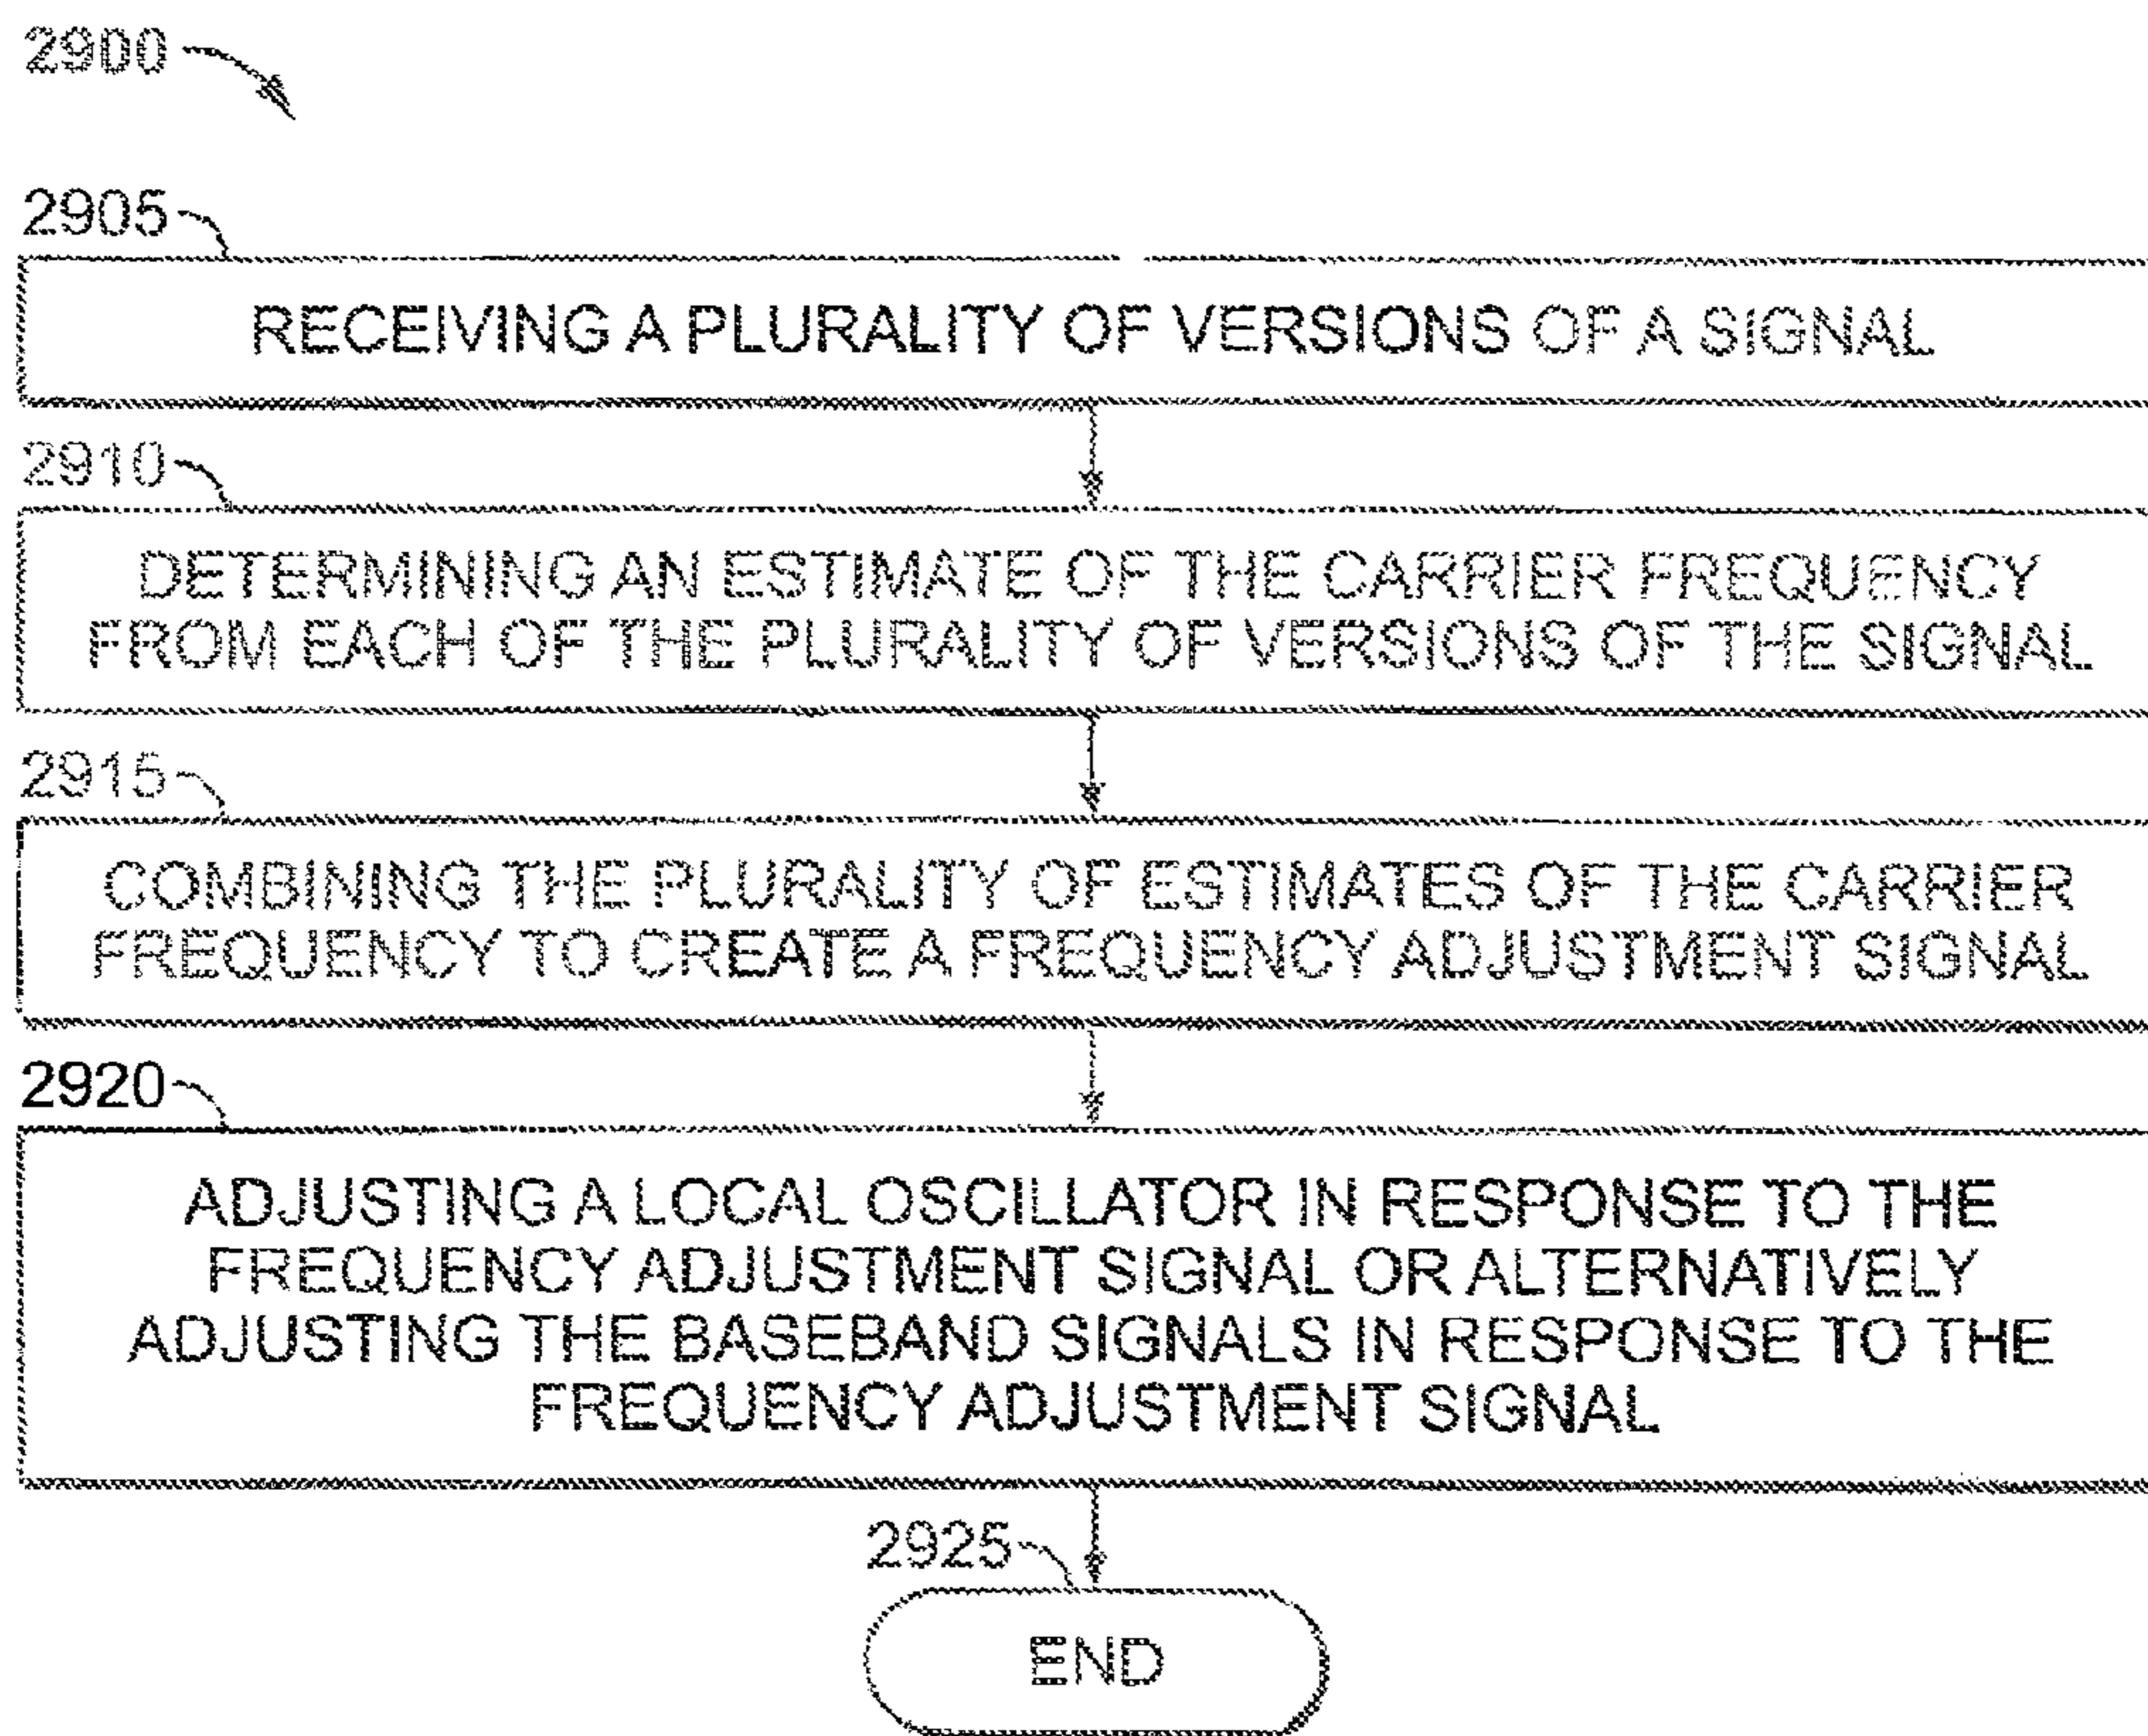 2900
2905
RECEIVING A PLURALITY OF VERSIONS OF A SIGNAL
2910
DETERMINING AN ESTIMATE OF THE CARRIER FREQUENCY
FROM EACH OF THE PLURALITY OF VERSIONS OF THE SIGNAL
2915
COMBINING THE PLURALITY OF ESTIMATES OF THE CARRIER
FREQUENCY TO CREATE A FREQUENCY ADJUSTMENT SIGNAL
2920
ADJUSTING A LOCAL OSCILLATOR IN RESPONSE TO THE
FREQUENCY ADJUSTMENT SIGNAL OR ALTERNATIVELY
ADJUSTING THE BASEBAND SIGNALS IN RESPONSE TO THE
FREQUENCY ADJUSTMENT SIGNAL
2925
END